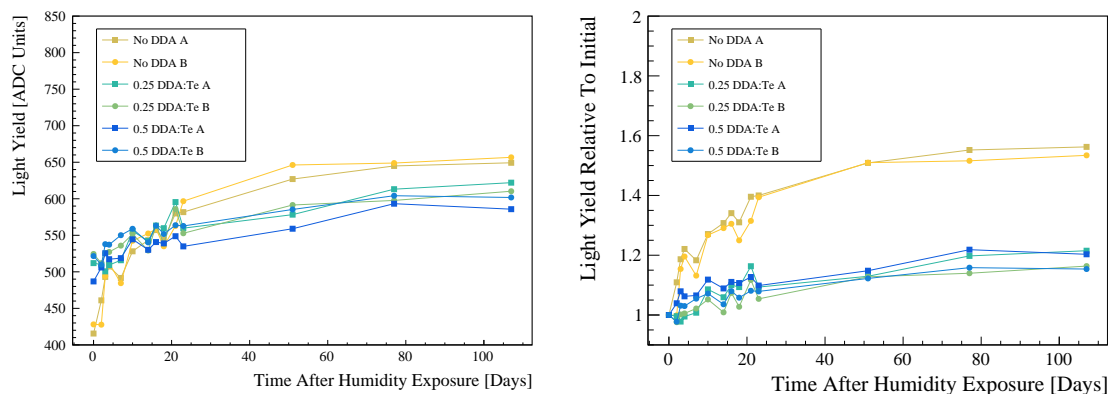 Light Yield [ADC Units]
850
800
750
700
650
600
550
500
450
400
No DDA A
No DDA B
0.25 DDA:Te A
0.25 DDA:Te B
0.5 DDA:Te A
0.5 DDA:Te B
0 20 40 60 80 100
Time After Humidity Exposure [Days]
Light Yield Relative To Initial
2
1.8
1.6
1.4
1.2
1
No DDA A
No DDA B
0.25 DDA:Te A
0.25 DDA:Te B
0.5 DDA:Te A
0.5 DDA:Te B
0 20 40 60 80 100
Time After Humidity Exposure [Days]